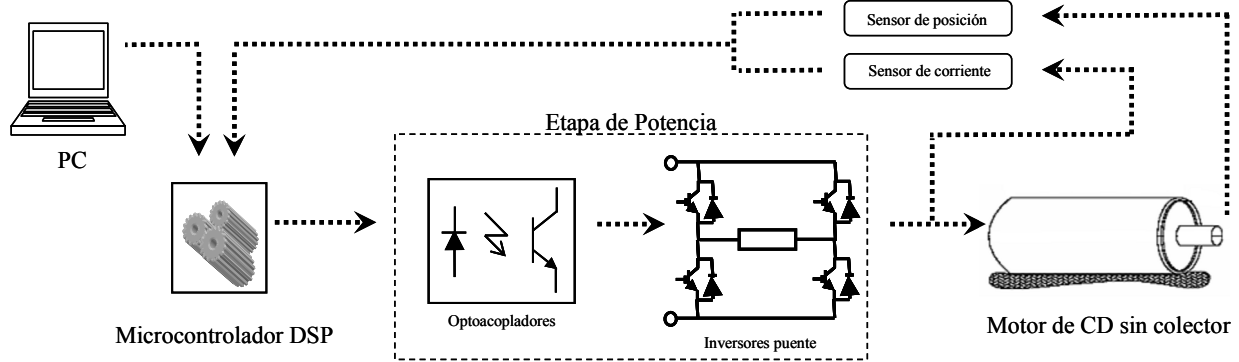 Sensor de posición
Sensor de corriente
Etapa de Potencia
PC
Optoacopladores
Inversores puente
Microcontrolador DSP
Motor de CD sin colector